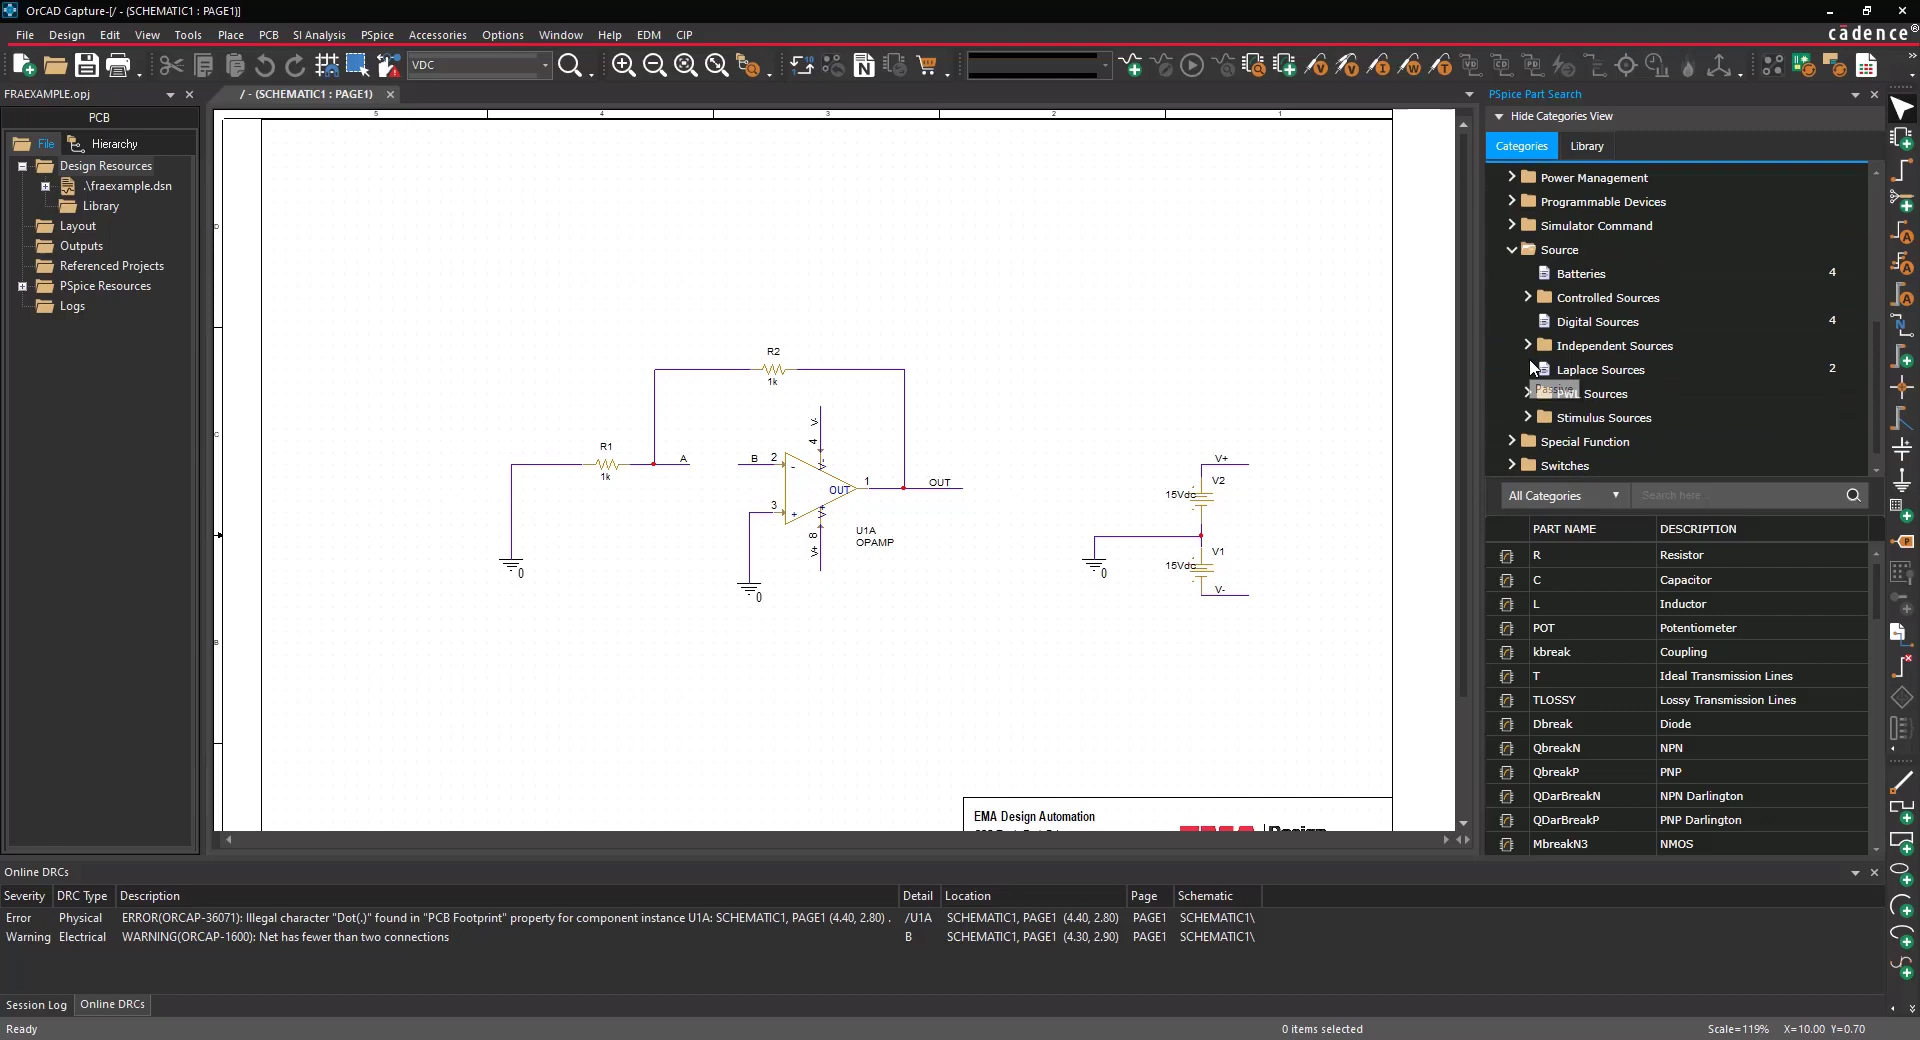 OrCAD Capture-[/ - (SCHEMATIC1 : PAGE1)]
File Design Edit View Tools Place PCB SI Analysis PSpice Accessories Options Window Help EDM CIP
cādence®
VDC
FRAEXAMPLE.opj
/ - (SCHEMATIC1 : PAGE1)
PSpice Part Search
PCB
Hide Categories View
File Hierarchy
Categories Library
Design Resources
.\fraexample.dsn
Library
Layout
Outputs
Referenced Projects
PSpice Resources
Logs
5 4 3 2 1
D
C
B
R2
1k
R1
1k
A
B
2
3
V-
4
V-
OUT
1
OUT
V+
8
V+
U1A
OPAMP
0
0
V+
V2
15Vdc
V1
15Vdc
V-
0
EMA Design Automation
Power Management
Programmable Devices
Simulator Command
Source
Batteries 4
Controlled Sources
Digital Sources 4
Independent Sources
Laplace Sources 2
Passive
Sources
Stimulus Sources
Special Function
Switches
All Categories Search here...
PART NAME DESCRIPTION
R Resistor
C Capacitor
L Inductor
POT Potentiometer
kbreak Coupling
T Ideal Transmission Lines
TLOSSY Lossy Transmission Lines
Dbreak Diode
QbreakN NPN
QbreakP PNP
QDarBreakN NPN Darlington
QDarBreakP PNP Darlington
MbreakN3 NMOS
Online DRCs
Severity DRC Type Description Detail Location Page Schematic
Error Physical ERROR(ORCAP-36071): Illegal character "Dot(.)" found in "PCB Footprint" property for component instance U1A: SCHEMATIC1, PAGE1 (4.40, 2.80) . /U1A SCHEMATIC1, PAGE1 (4.40, 2.80) PAGE1 SCHEMATIC1\
Warning Electrical WARNING(ORCAP-1600): Net has fewer than two connections B SCHEMATIC1, PAGE1 (4.30, 2.90) PAGE1 SCHEMATIC1\
Session Log Online DRCs
Ready 0 items selected Scale=119% X=10.00 Y=0.70